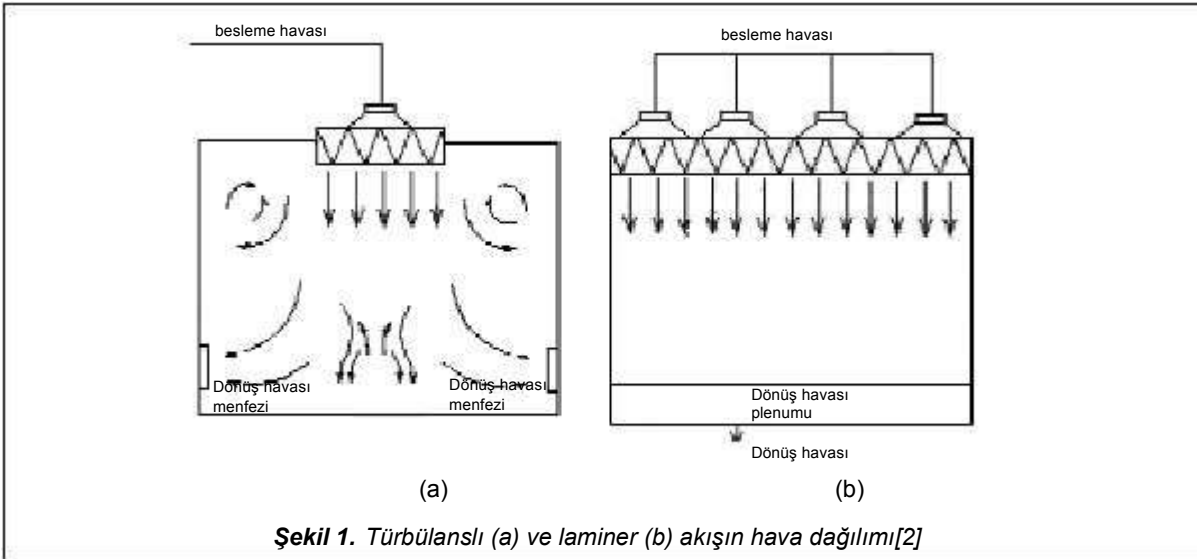 besleme havası
besleme havası
Dönüş havası
menfezi
Dönüş havası
menfezi
Dönüş havası
plenumu
Dönüş havası
(a)
(b)
Şekil 1. Türbülanslı (a) ve laminer (b) akışın hava dağılımı[2]